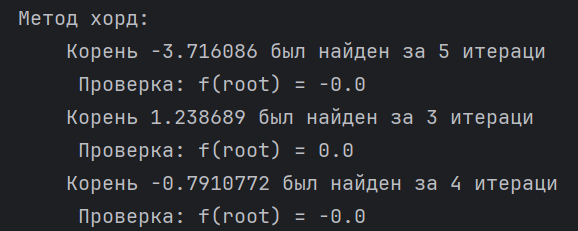 Метод хорд:
Корень -3.716086 был найден за 5 итераци
Проверка: f(root) = -0.0
Корень 1.238689 был найден за 3 итераци
Проверка: f(root) = 0.0
Корень -0.7910772 был найден за 4 итераци
Проверка: f(root) = -0.0